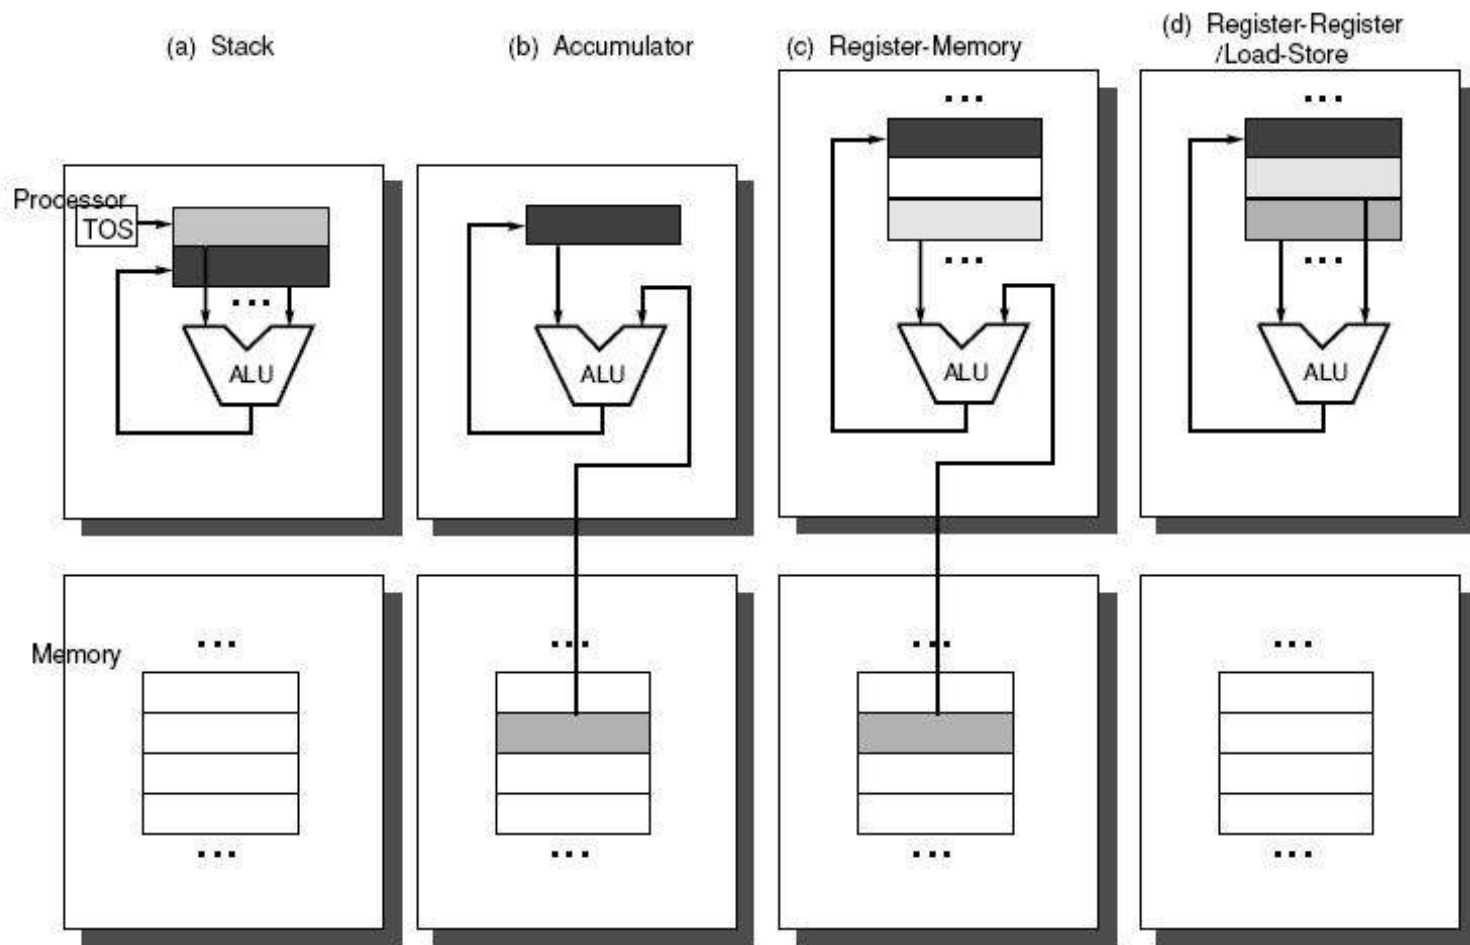 (a) Stack
(b) Accumulator
(c) Register-Memory
(d) Register-Register
/Load-Store
Processor
TOS
...
...
...
...
...
ALU
ALU
ALU
ALU
Memory
...
...
...
...
...
...
...
...